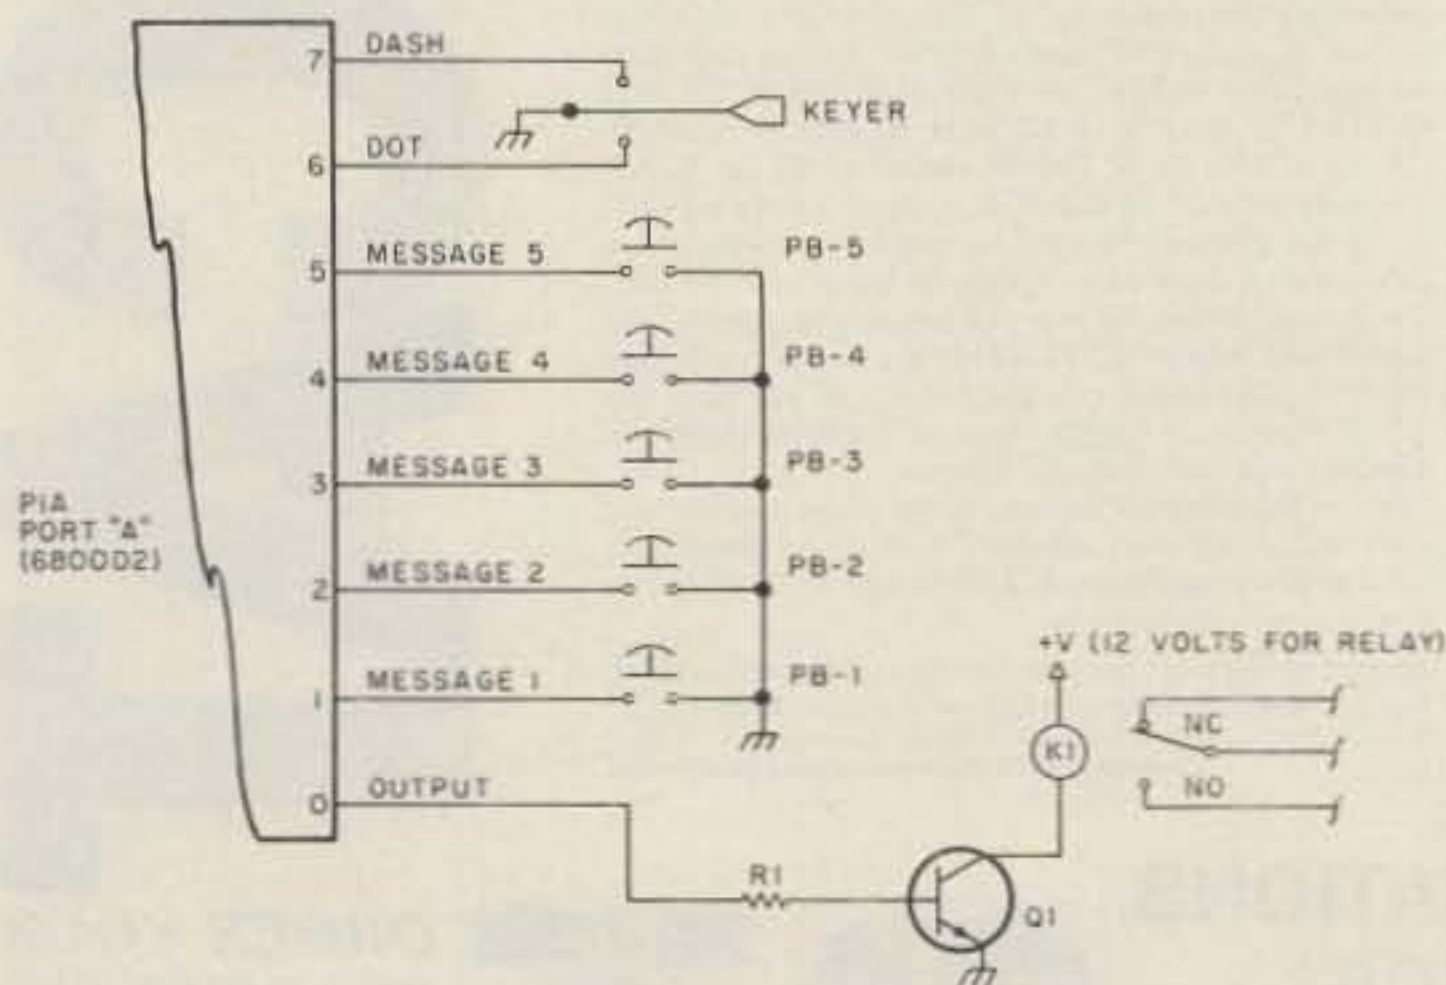 7 DASH
KEYER
6 DOT
5 MESSAGE 5 PB-5
4 MESSAGE 4 PB-4
3 MESSAGE 3 PB-3
PIA
PORT "A"
(6800D2)
2 MESSAGE 2 PB-2
1 MESSAGE 1 PB-1
+V (12 VOLTS FOR RELAY)
K1
NC
NO
0 OUTPUT
R1
Q1